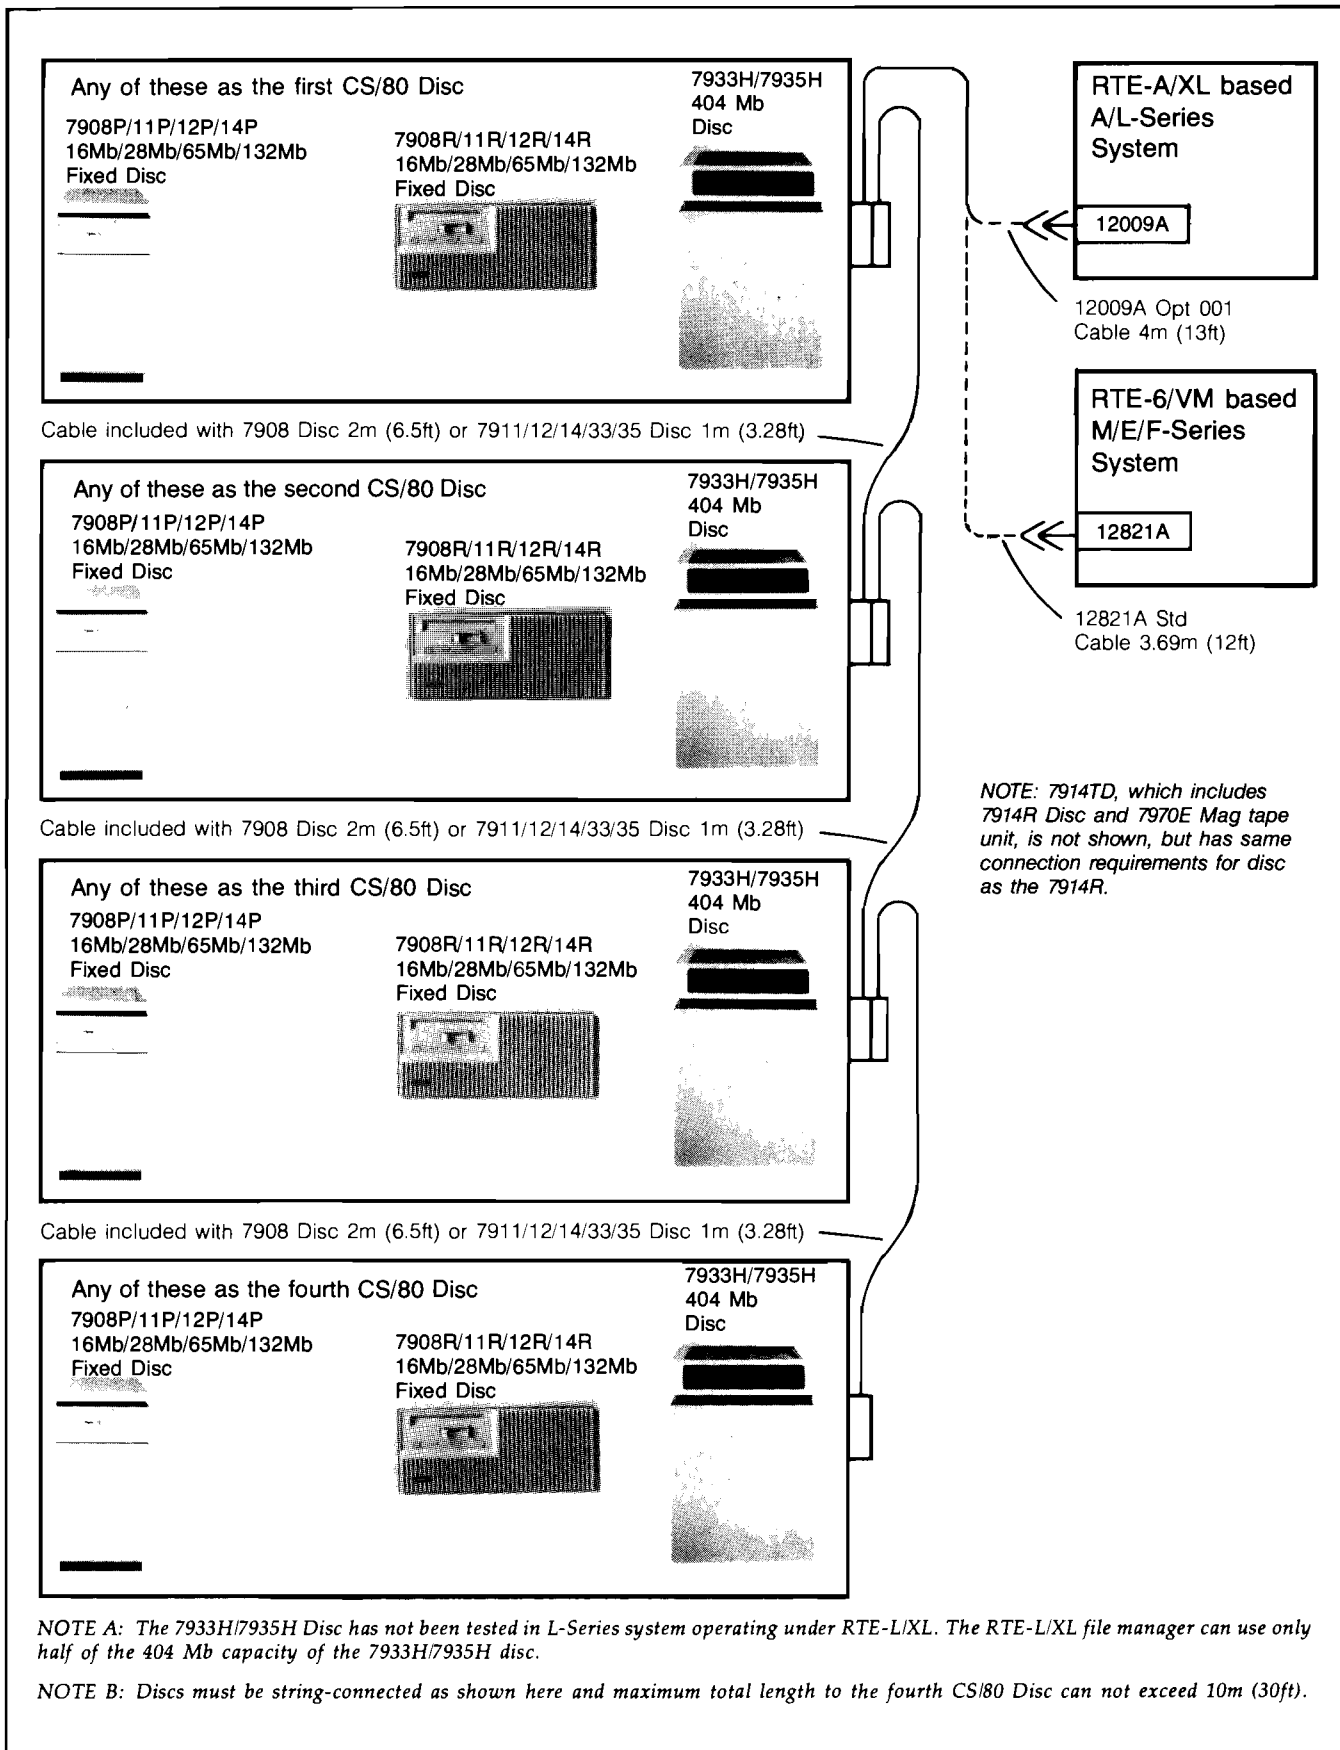 Any of these as the first CS/80 Disc
7908P/11P/12P/14P
16Mb/28Mb/65Mb/132Mb
Fixed Disc
7908R/11R/12R/14R
16Mb/28Mb/65Mb/132Mb
Fixed Disc
7933H/7935H
404 Mb
Disc
RTE-A/XL based
A/L-Series
System
12009A
12009A Opt 001
Cable 4m (13ft)
Cable included with 7908 Disc 2m (6.5ft) or 7911/12/14/33/35 Disc 1m (3.28ft)
RTE-6/VM based
M/E/F-Series
System
12821A
12821A Std
Cable 3.69m (12ft)
Any of these as the second CS/80 Disc
7908P/11P/12P/14P
16Mb/28Mb/65Mb/132Mb
Fixed Disc
7908R/11R/12R/14R
16Mb/28Mb/65Mb/132Mb
Fixed Disc
7933H/7935H
404 Mb
Disc
NOTE: 7914TD, which includes
7914R Disc and 7970E Mag tape
unit, is not shown, but has same
connection requirements for disc
as the 7914R.
Cable included with 7908 Disc 2m (6.5ft) or 7911/12/14/33/35 Disc 1m (3.28ft)
Any of these as the third CS/80 Disc
7908P/11P/12P/14P
16Mb/28Mb/65Mb/132Mb
Fixed Disc
7908R/11R/12R/14R
16Mb/28Mb/65Mb/132Mb
Fixed Disc
7933H/7935H
404 Mb
Disc
Cable included with 7908 Disc 2m (6.5ft) or 7911/12/14/33/35 Disc 1m (3.28ft)
Any of these as the fourth CS/80 Disc
7908P/11P/12P/14P
16Mb/28Mb/65Mb/132Mb
Fixed Disc
7908R/11R/12R/14R
16Mb/28Mb/65Mb/132Mb
Fixed Disc
7933H/7935H
404 Mb
Disc
NOTE A: The 7933H/7935H Disc has not been tested in L-Series system operating under RTE-L/XL. The RTE-L/XL file manager can use only
half of the 404 Mb capacity of the 7933H/7935H disc.
NOTE B: Discs must be string-connected as shown here and maximum total length to the fourth CS/80 Disc can not exceed 10m (30ft).